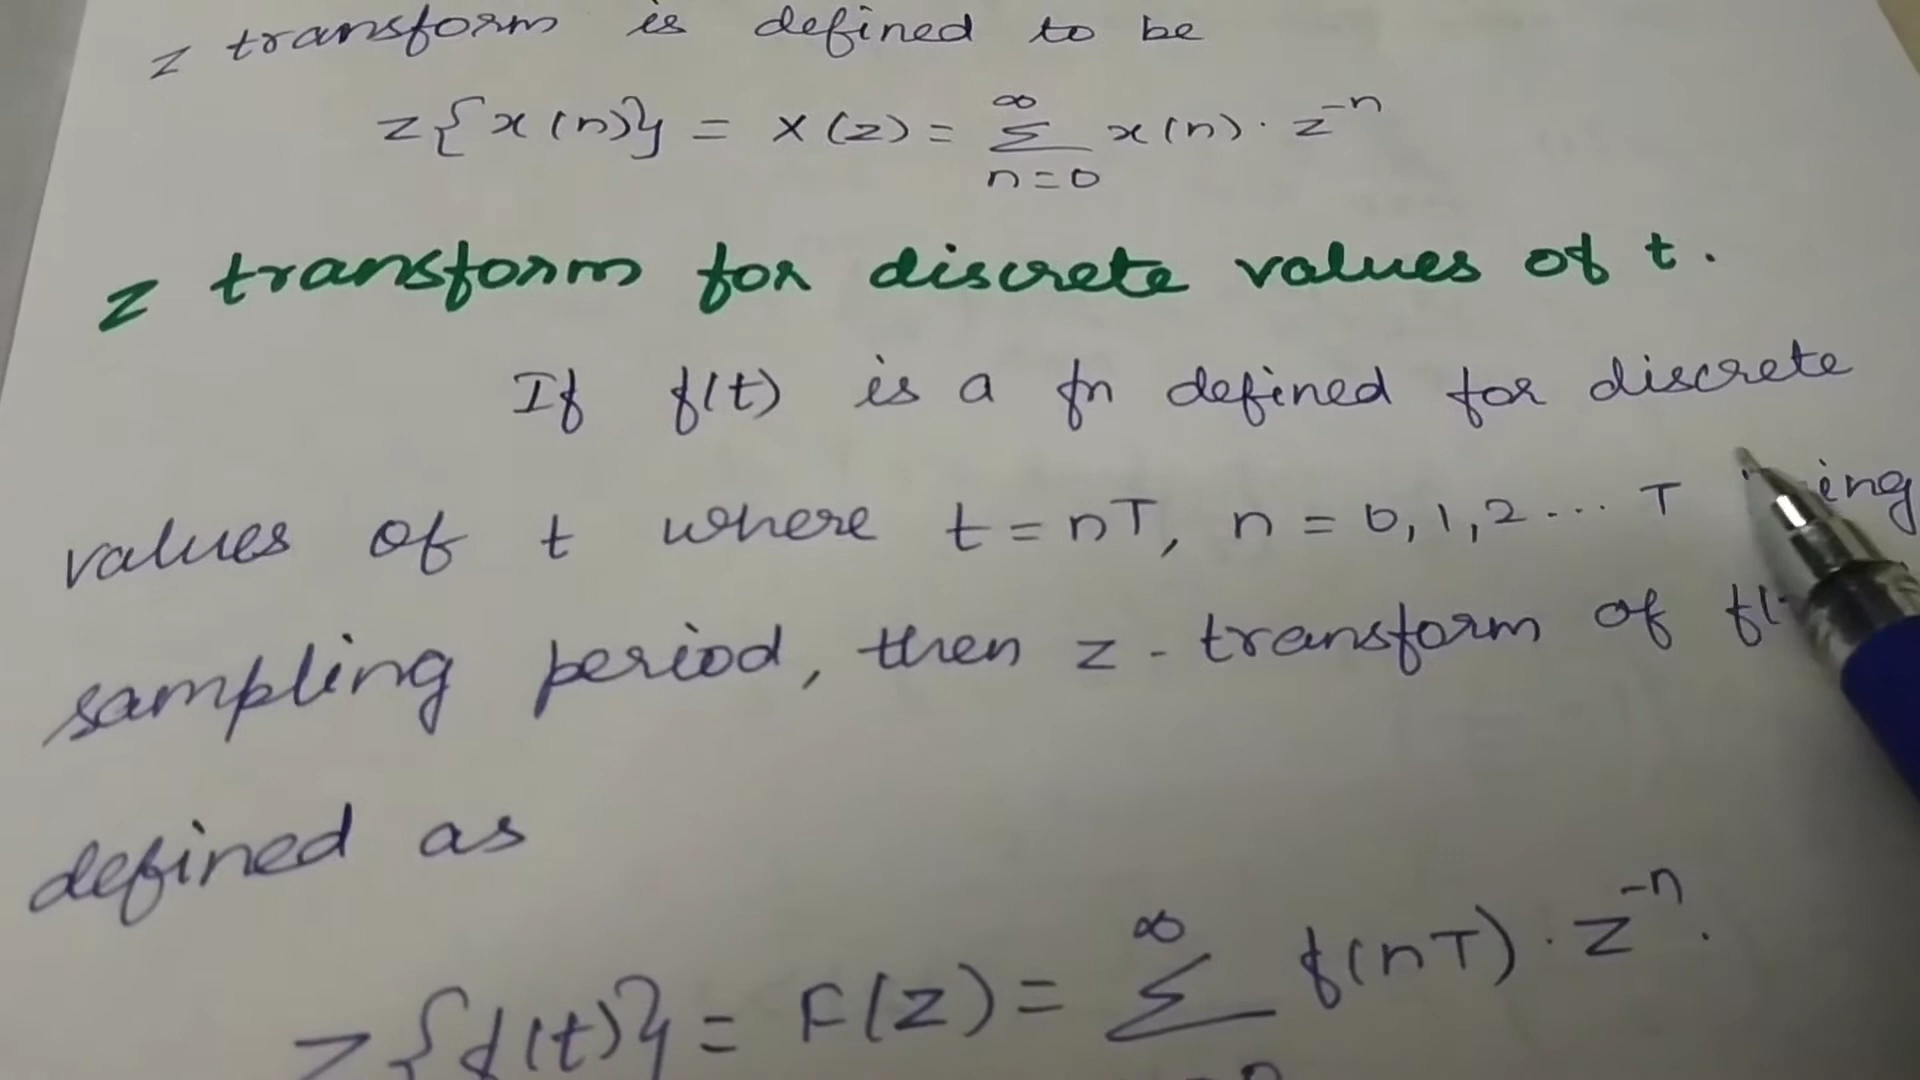 z transform is defined to be
z{x(n)} = X(z) = ∞ Σ n=0 x(n) · z⁻ⁿ
z transform for discrete values of t.
If f(t) is a fn defined for discrete
values of t where t = nT, n = 0, 1, 2 ... T
sampling period, then z - transform of
defined as
z{f(t)} = F(z) = ∞ Σ f(nT) · z⁻ⁿ.